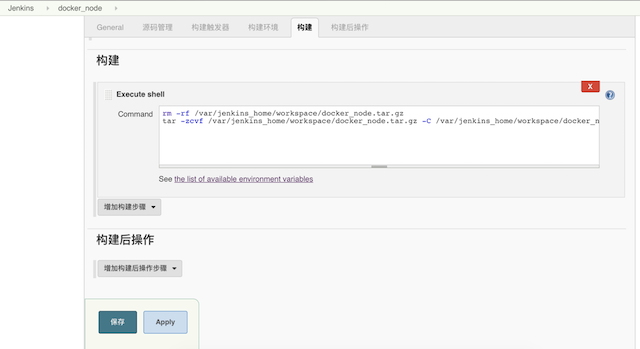 Jenkins › docker_node ›
General 源码管理 构建触发器 构建环境 构建 构建后操作
构建
X
Execute shell
Command
rm -rf /var/jenkins_home/workspace/docker_node.tar.gz
tar -zcvf /var/jenkins_home/workspace/docker_node.tar.gz -C /var/jenkins_home/workspace/docker_n
See the list of available environment variables
增加构建步骤
构建后操作
增加构建后操作步骤
保存 Apply